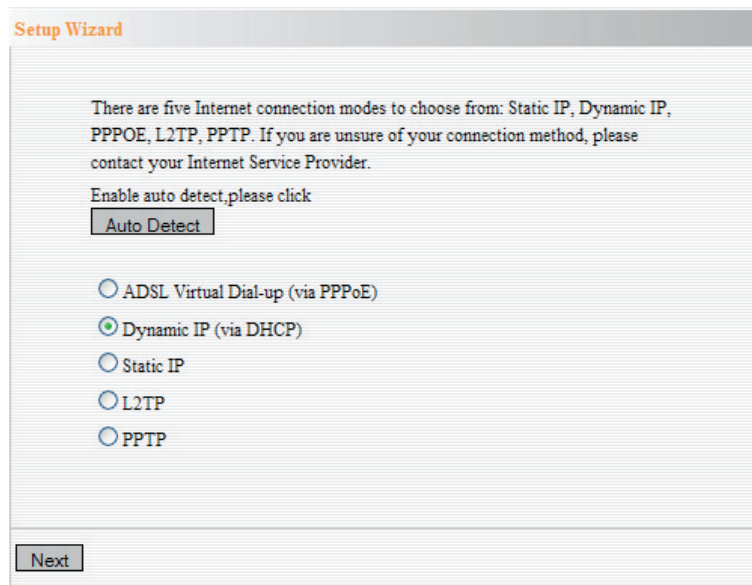 Setup Wizard
There are five Internet connection modes to choose from: Static IP, Dynamic IP,
PPPOE, L2TP, PPTP. If you are unsure of your connection method, please
contact your Internet Service Provider.
Enable auto detect,please click
Auto Detect
ADSL Virtual Dial-up (via PPPoE)
Dynamic IP (via DHCP)
Static IP
L2TP
PPTP
Next